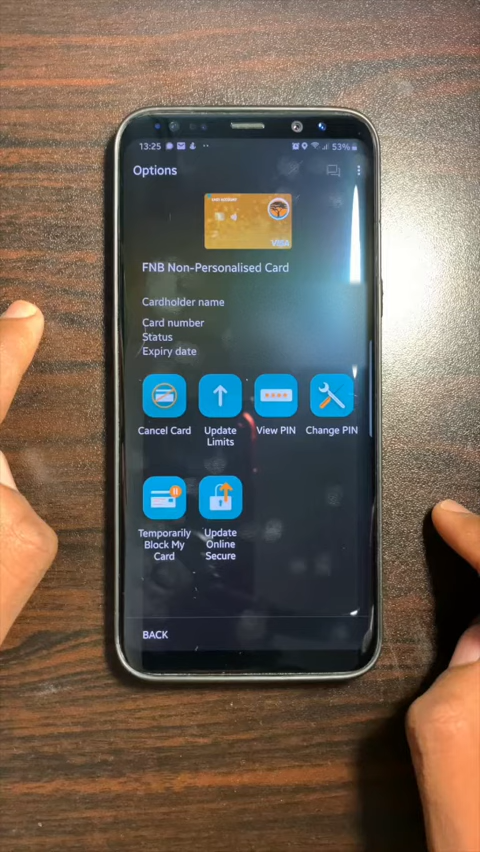 13:25
53%
Options
VISA
FNB Non-Personalised Card
Cardholder name
Card number
Status
Expiry date
Cancel Card
Update Limits
View PIN
Change PIN
Temporarily Block My Card
Update Online Secure
BACK